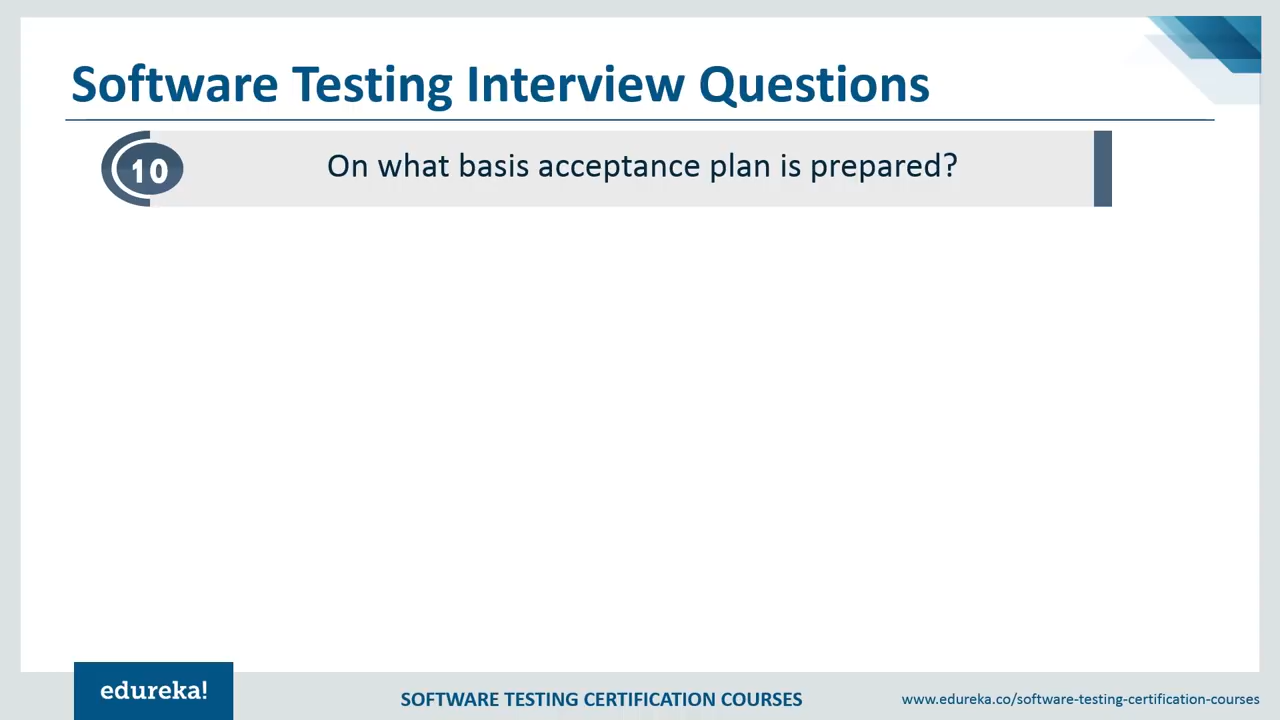 Software Testing Interview Questions
10
On what basis acceptance plan is prepared?
edureka!
SOFTWARE TESTING CERTIFICATION COURSES
www.edureka.co/software-testing-certification-courses